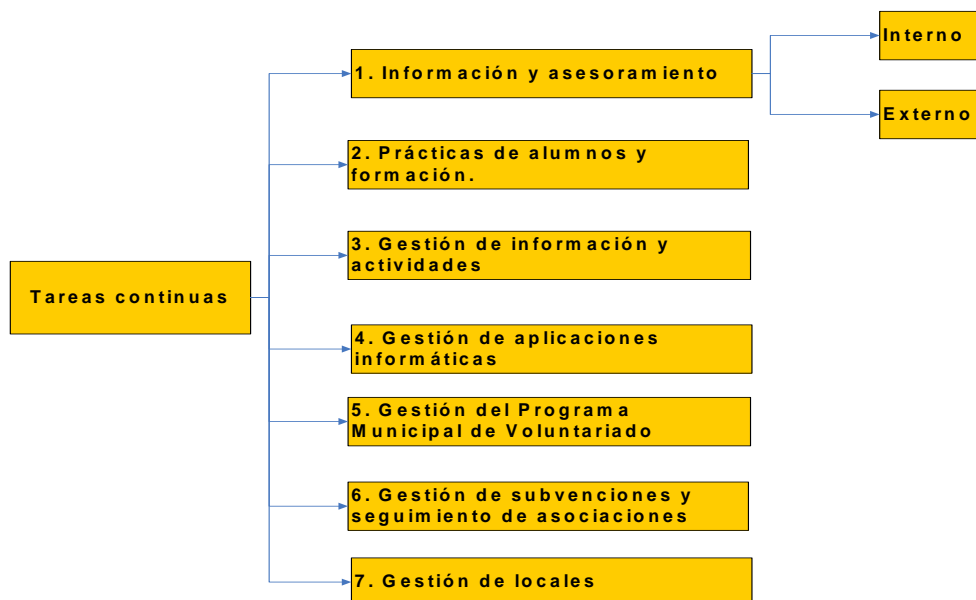 Tareas continuas
1. Información y asesoramiento
Interno
Externo
2. Prácticas de alumnos y
formación.
3. Gestión de información y
actividades
4. Gestión de aplicaciones
informáticas
5. Gestión del Programa
Municipal de Voluntariado
6. Gestión de subvenciones y
seguimiento de asociaciones
7. Gestión de locales